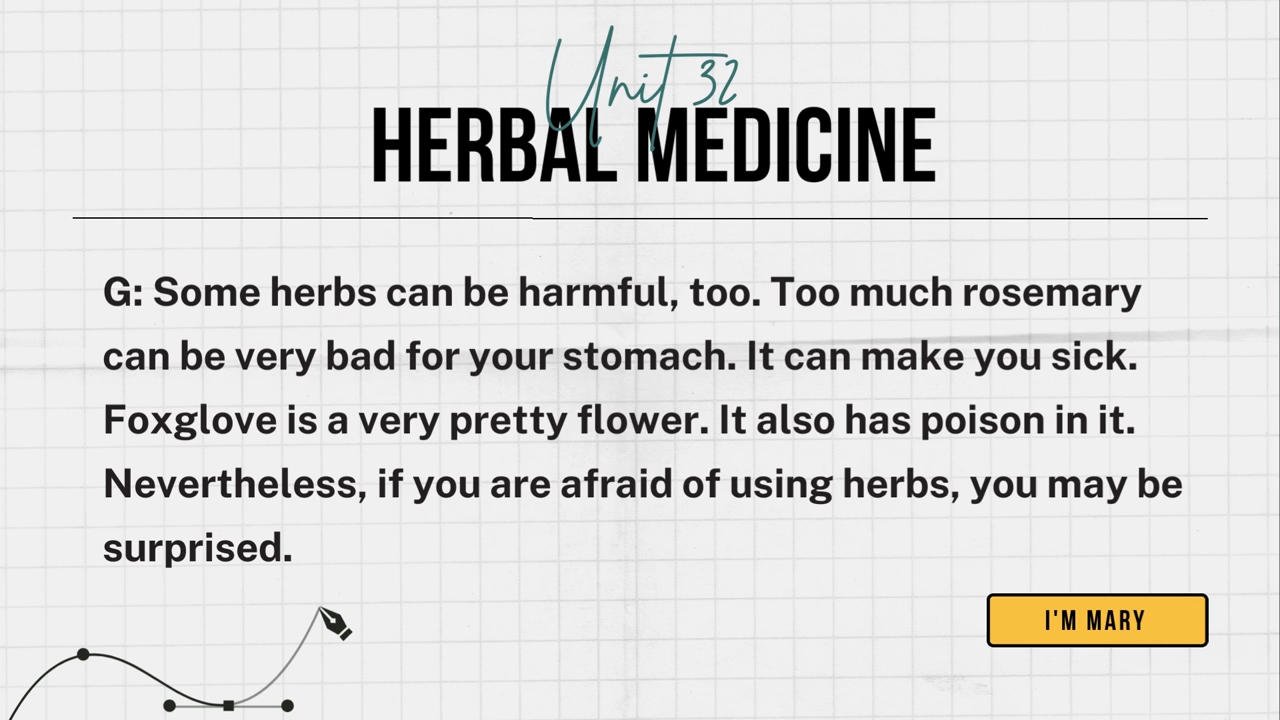 Unit 32
HERBAL MEDICINE
G: Some herbs can be harmful, too. Too much rosemary
can be very bad for your stomach. It can make you sick.
Foxglove is a very pretty flower. It also has poison in it.
Nevertheless, if you are afraid of using herbs, you may be
surprised.
I'M MARY